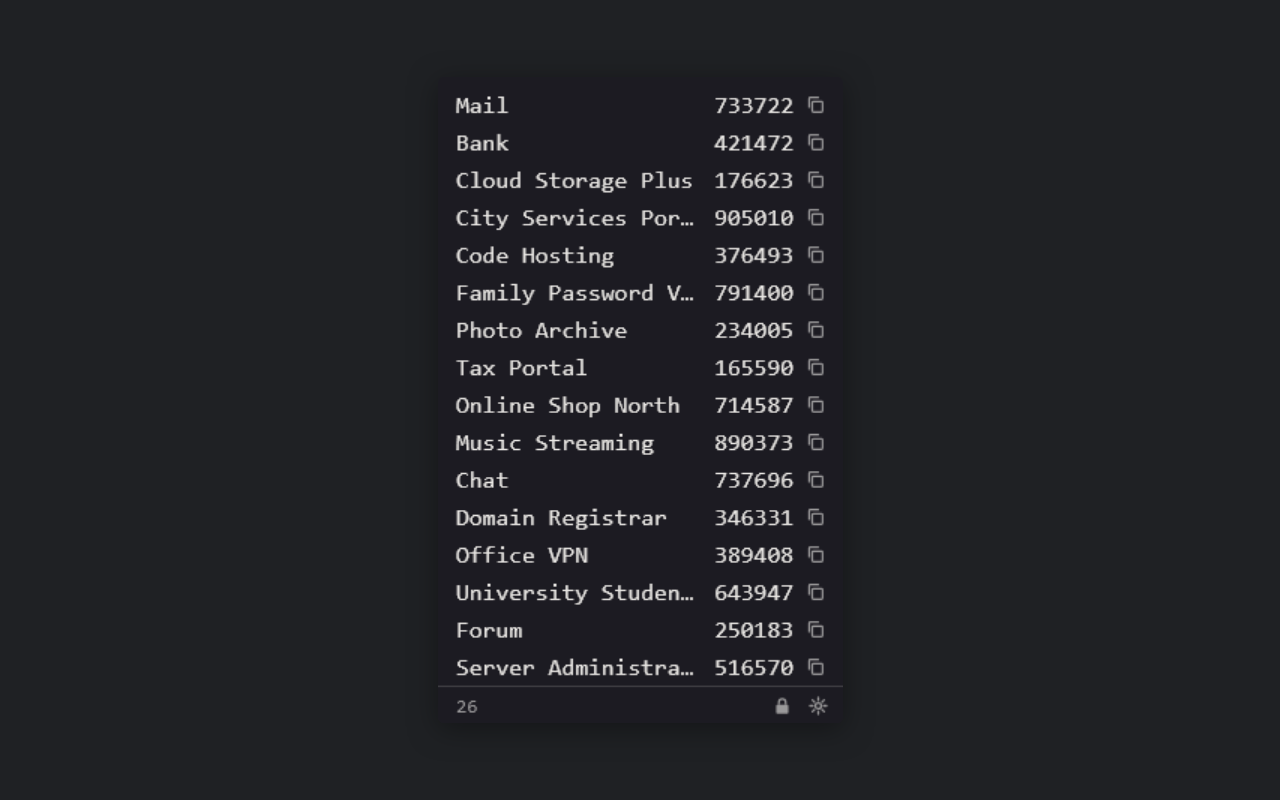 Mail 733722
Bank 421472
Cloud Storage Plus 176623
City Services Por… 905010
Code Hosting 376493
Family Password V… 791400
Photo Archive 234005
Tax Portal 165590
Online Shop North 714587
Music Streaming 890373
Chat 737696
Domain Registrar 346331
Office VPN 389408
University Studen… 643947
Forum 250183
Server Administra… 516570
26